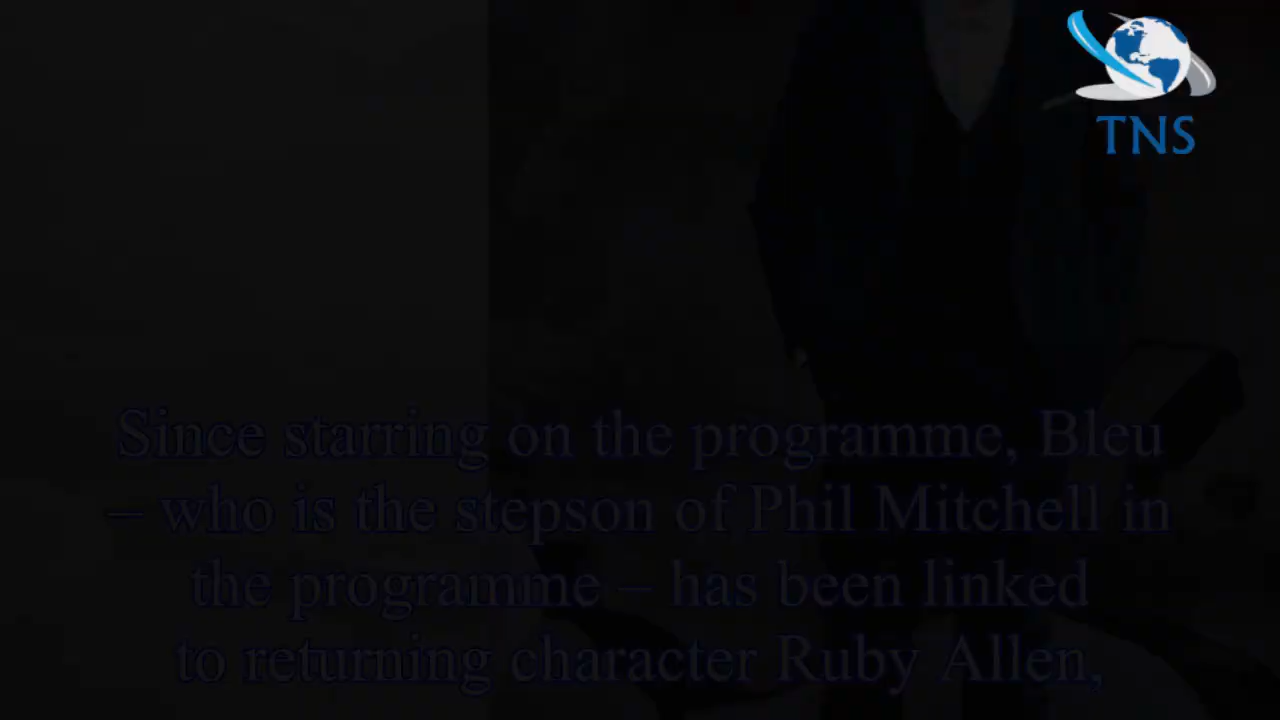 TNS
Since starring on the programme, Bleu
– who is the stepson of Phil Mitchell in
the programme – has been linked
to returning character Ruby Allen,